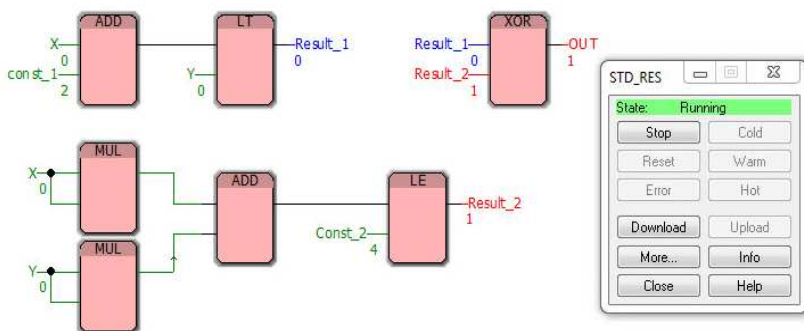 ADD
X
0
const_1
2
LT
Y
0
Result_1
0
XOR
Result_1
0
Result_2
1
OUT
1
MUL
X
0
MUL
Y
0
ADD
LE
Const_2
4
Result_2
1
STD_RES
State: Running
Stop Cold
Reset Warm
Error Hot
Download Upload
More... Info
Close Help